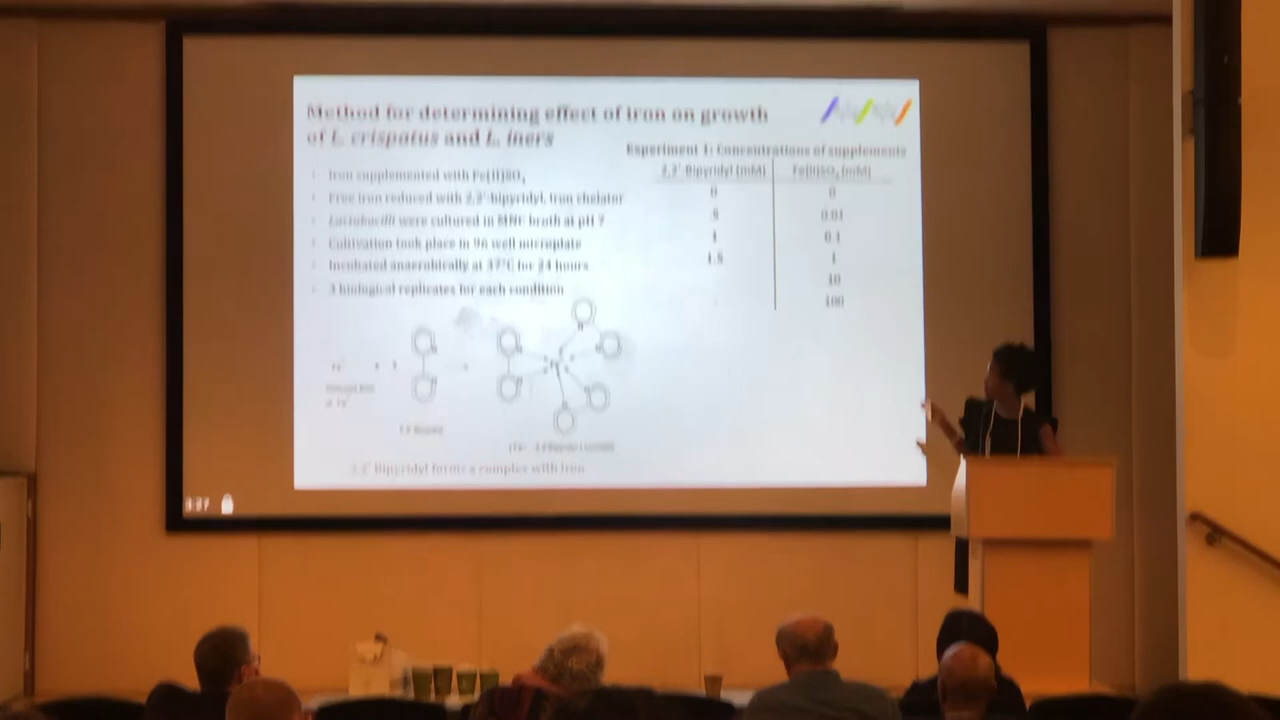 Method for determining effect of iron on growth
of L. crispatus and L. iners
Iron supplemented with Fe(II)SO₄
Free iron reduced with 2,2'-bipyridyl, iron chelator
Lactobacilli were cultured in MNC broth at pH 7
Cultivation took place in 96 well microplate
Incubated anaerobically at 37°C for 24 hours
3 biological replicates for each condition
Experiment 1: Concentrations of supplements
2,2'-Bipyridyl (mM) Fe(II)SO₄ (mM)
0 0
.5 0.01
1 0.1
1.5 1
10
100
2,2' Bipyridyl forms a complex with iron